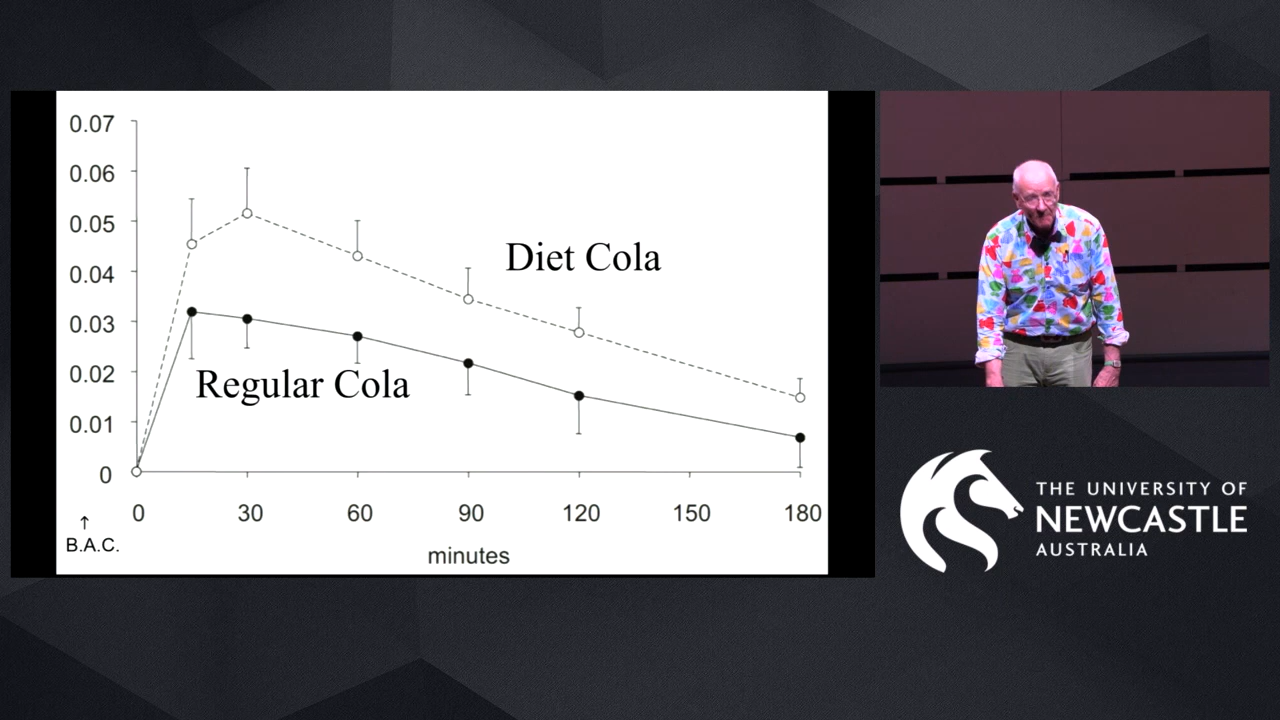 0.07
0.06
0.05
0.04
0.03
0.02
0.01
0
Diet Cola
Regular Cola
0 30 60 90 120 150 180
↑
B.A.C.
minutes
THE UNIVERSITY OF
NEWCASTLE
AUSTRALIA